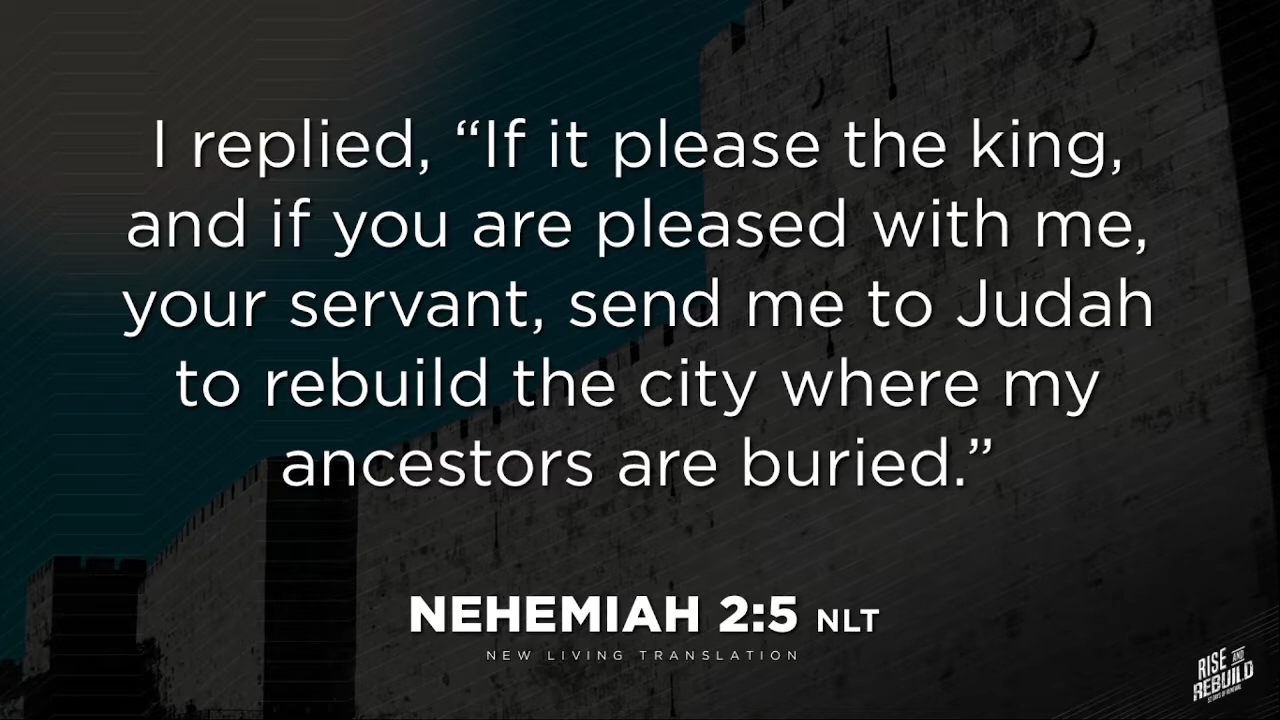 I replied, “If it please the king,
and if you are pleased with me,
your servant, send me to Judah
to rebuild the city where my
ancestors are buried.”
NEHEMIAH 2:5 NLT
NEW LIVING TRANSLATION
RISE AND
REBUILD